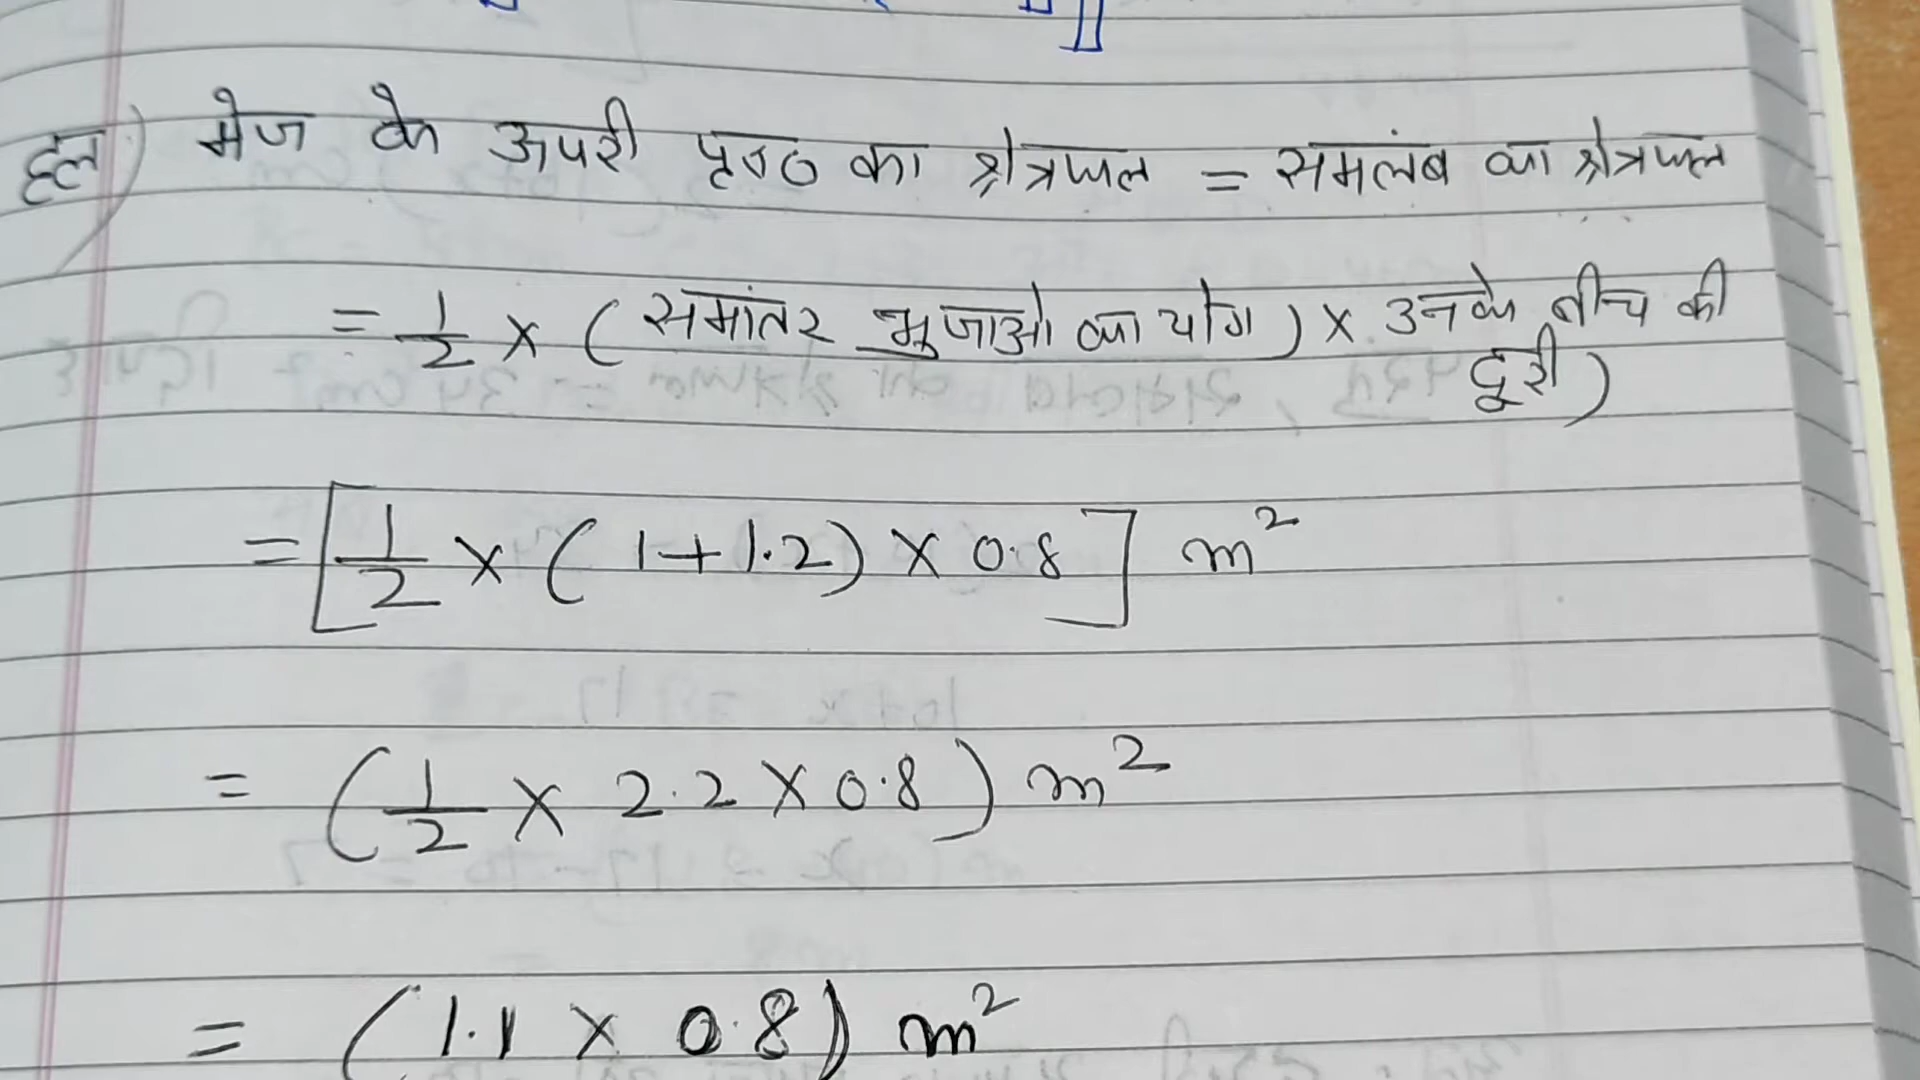 हल) मेज के ऊपरी पृष्ठ का क्षेत्रफल = समलंब का क्षेत्रफल
= 1/2 × ( समांतर भुजाओ का योग ) × उनके बीच की
दूरी )
= [ 1/2 × ( 1 + 1.2 ) × 0.8 ] m²
= ( 1/2 × 2.2 × 0.8 ) m²
= ( 1.1 × 0.8 ) m²